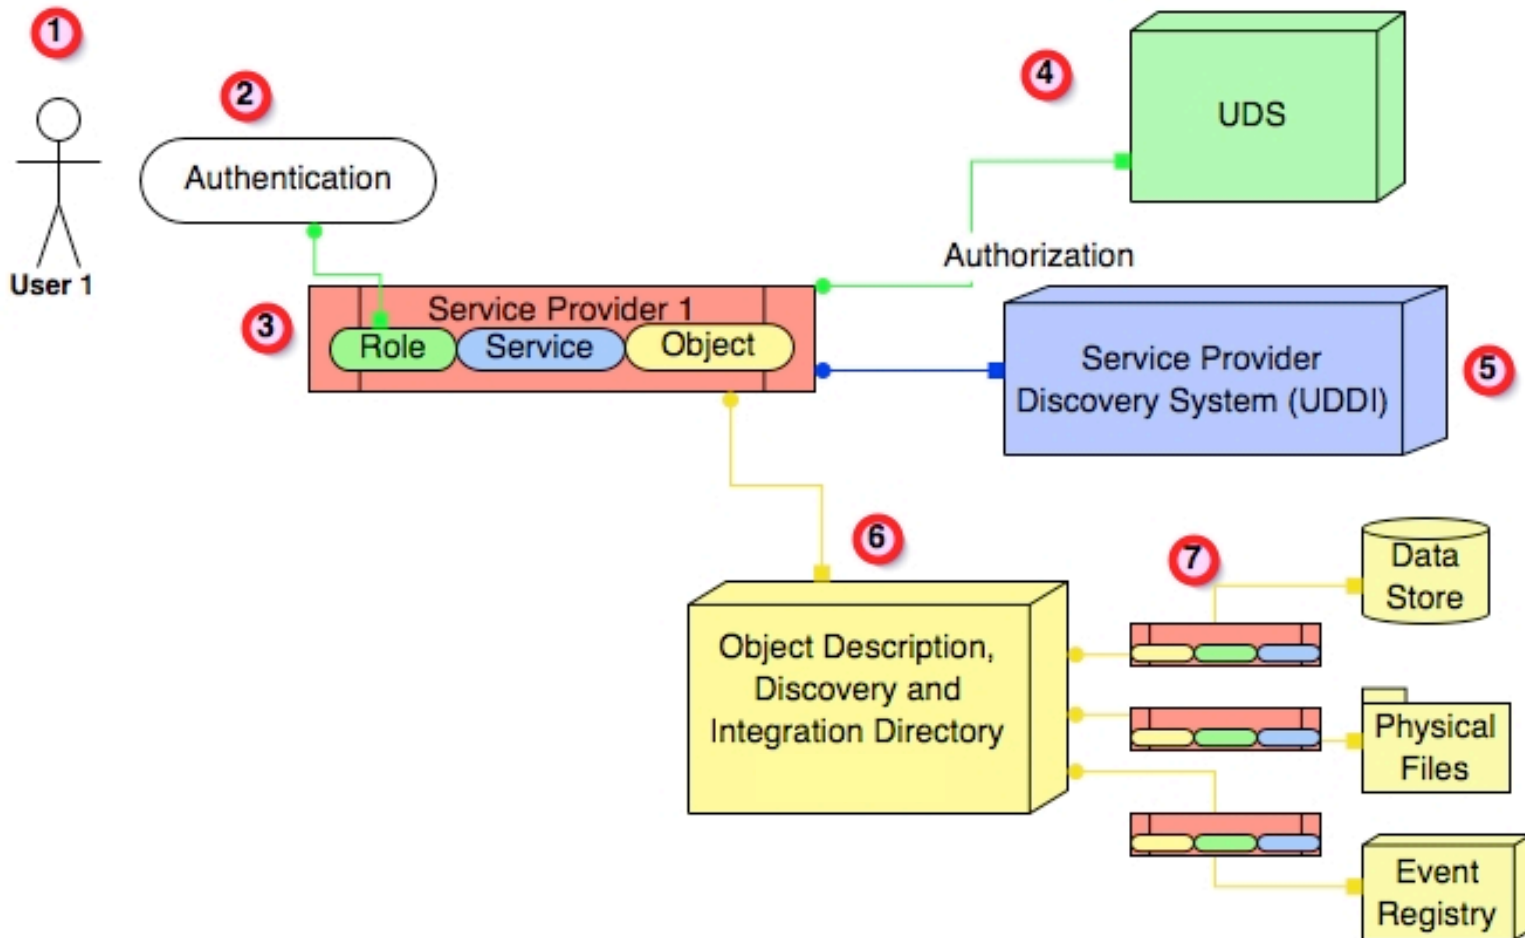 1
2
4
UDS
Authentication
User 1
Authorization
3
Service Provider 1
Role
Service
Object
Service Provider
Discovery System (UDDI)
5
6
7
Data
Store
Object Description,
Discovery and
Integration Directory
Physical
Files
Event
Registry